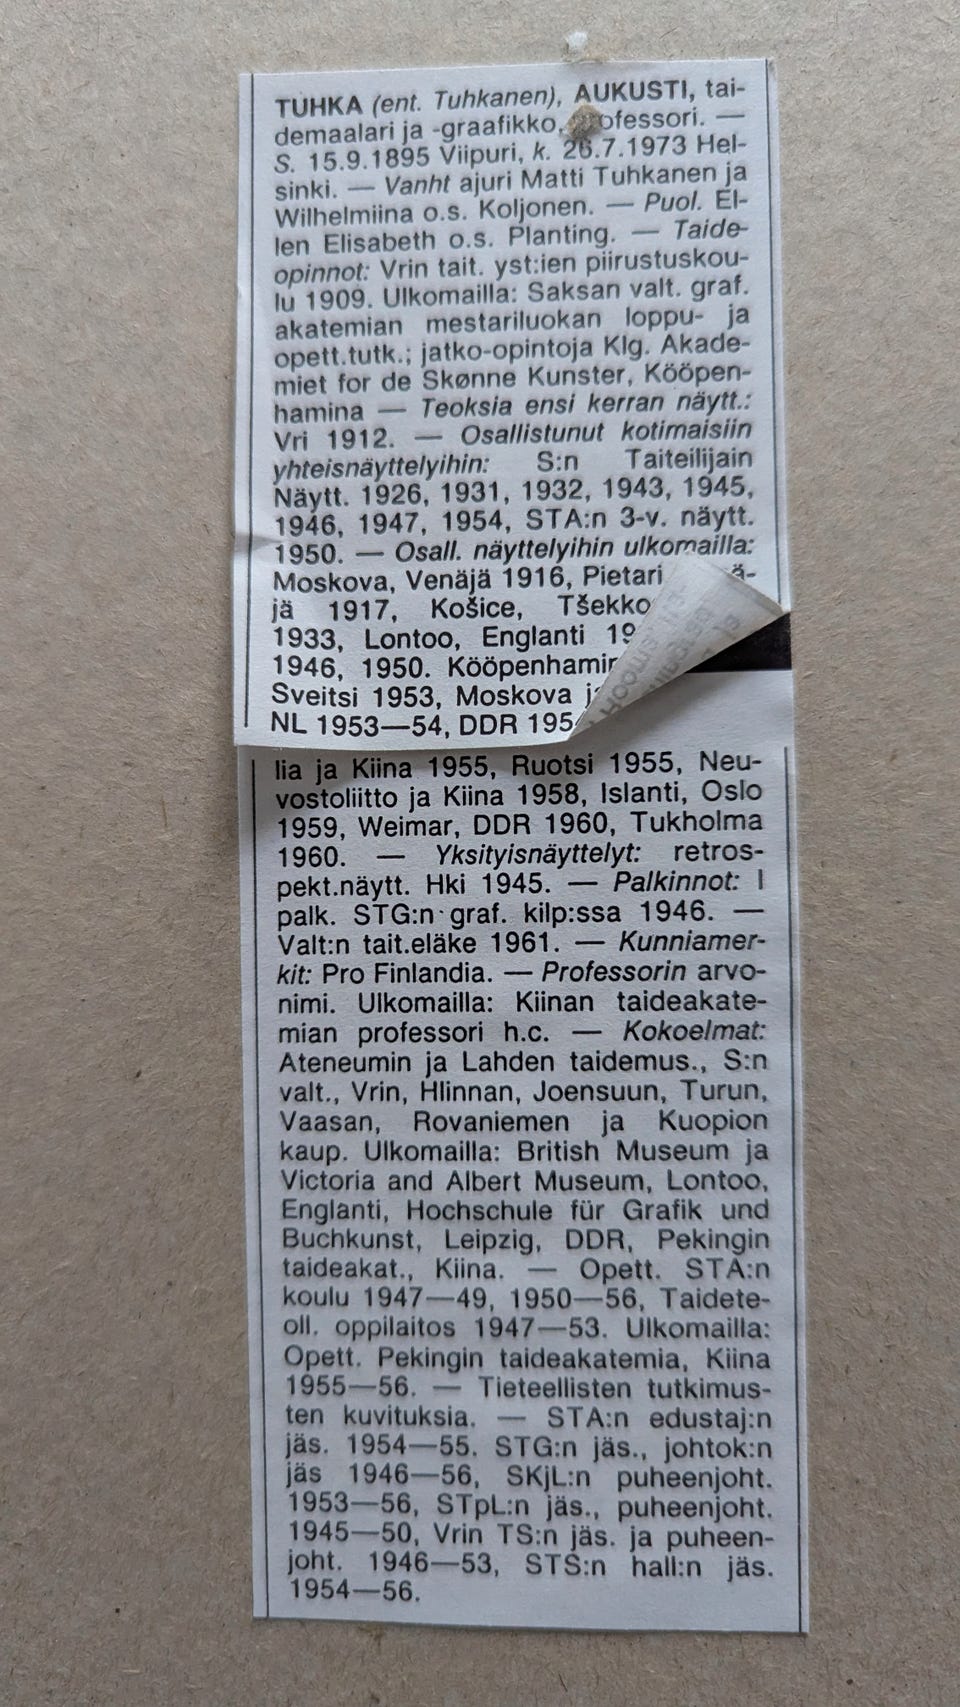 TUHKA (ent. Tuhkanen), AUKUSTI, tai-
demaalari ja -graafikko, professori. —
S. 15.9.1895 Viipuri, k. 26.7.1973 Hel-
sinki. — Vanht ajuri Matti Tuhkanen ja
Wilhelmiina o.s. Koljonen. — Puol. El-
len Elisabeth o.s. Planting. — Taide-
opinnot: Vrin tait. yst:ien piirustuskou-
lu 1909. Ulkomailla: Saksan valt. graf.
akatemian mestariluokan loppu- ja
opett.tutk.; jatko-opintoja Klg. Akade-
miet for de Skønne Kunster, Kööpen-
hamina — Teoksia ensi kerran näytt.:
Vri 1912. — Osallistunut kotimaisiin
yhteisnäyttelyihin: S:n Taiteilijain
Näytt. 1926, 1931, 1932, 1943, 1945,
1946, 1947, 1954, STA:n 3-v. näytt.
1950. — Osall. näyttelyihin ulkomailla:
Moskova, Venäjä 1916, Pietari
jä 1917, Košice,
1933, Lontoo, Englanti
1946, 1950.
Sveitsi 1953, Moskova
NL 1953—54, DDR
lia ja Kiina 1955, Ruotsi 1955, Neu-
vostoliitto ja Kiina 1958, Islanti, Oslo
1959, Weimar, DDR 1960, Tukholma
1960. — Yksityisnäyttelyt: retros-
pekt.näytt. Hki 1945. — Palkinnot: I
palk. STG:n graf. kilp:ssa 1946. —
Valt:n tait.eläke 1961. — Kunniamer-
kit: Pro Finlandia. — Professorin arvo-
nimi. Ulkomailla: Kiinan taideakate-
mian professori h.c. — Kokoelmat:
Ateneumin ja Lahden taidemus., S:n
valt., Vrin, Hlinnan, Joensuun, Turun,
Vaasan, Rovaniemen ja Kuopion
kaup. Ulkomailla: British Museum ja
Victoria and Albert Museum, Lontoo,
Englanti, Hochschule für Grafik und
Buchkunst, Leipzig, DDR, Pekingin
taideakat., Kiina. — Opett. STA:n
koulu 1947—49, 1950—56, Taidete-
oll. oppilaitos 1947—53. Ulkomailla:
Opett. Pekingin taideakatemia, Kiina
1955—56. — Tieteellisten tutkimus-
ten kuvituksia. — STA:n edustaj:n
jäs. 1954—55. STG:n jäs., johtok:n
jäs 1946—56, SKjL:n puheenjoht.
1953—56, STpL:n jäs., puheenjoht.
1945—50, Vrin TS:n jäs. ja puheen-
joht. 1946—53, STS:n hall:n jäs.
1954—56.